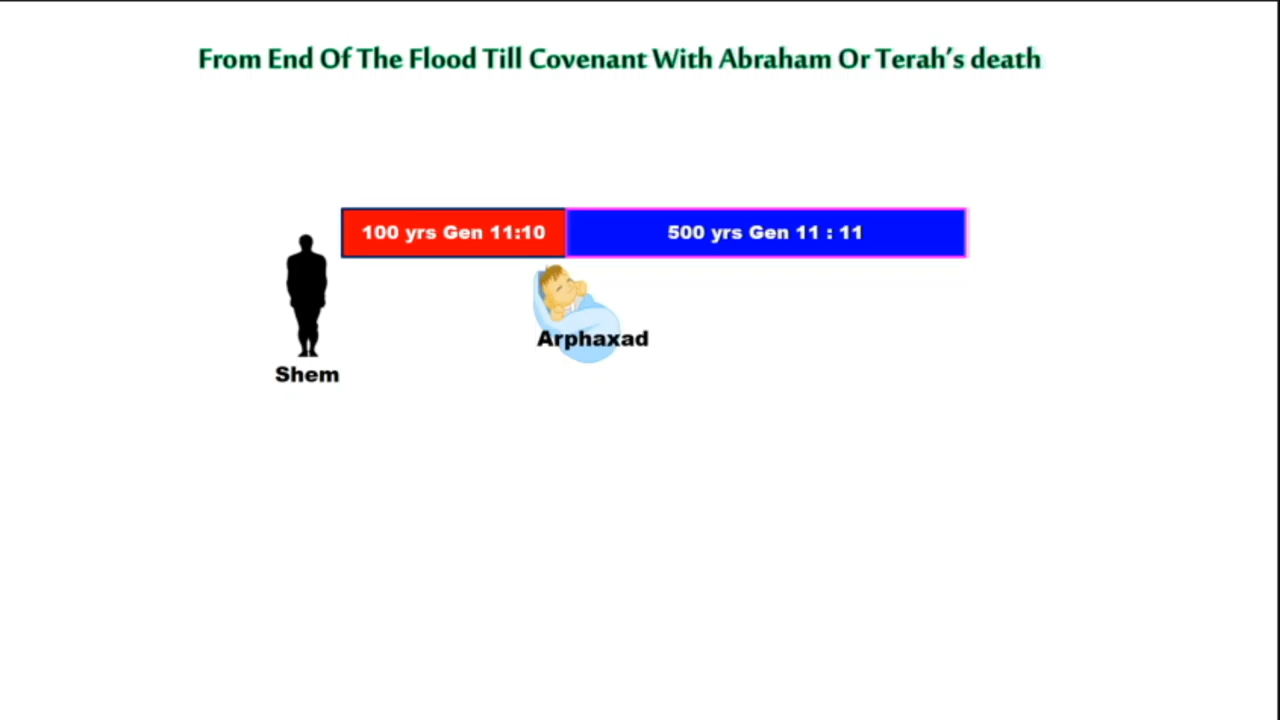 From End Of The Flood Till Covenant With Abraham Or Terah's death
100 yrs Gen 11:10
500 yrs Gen 11 : 11
Arphaxad
Shem